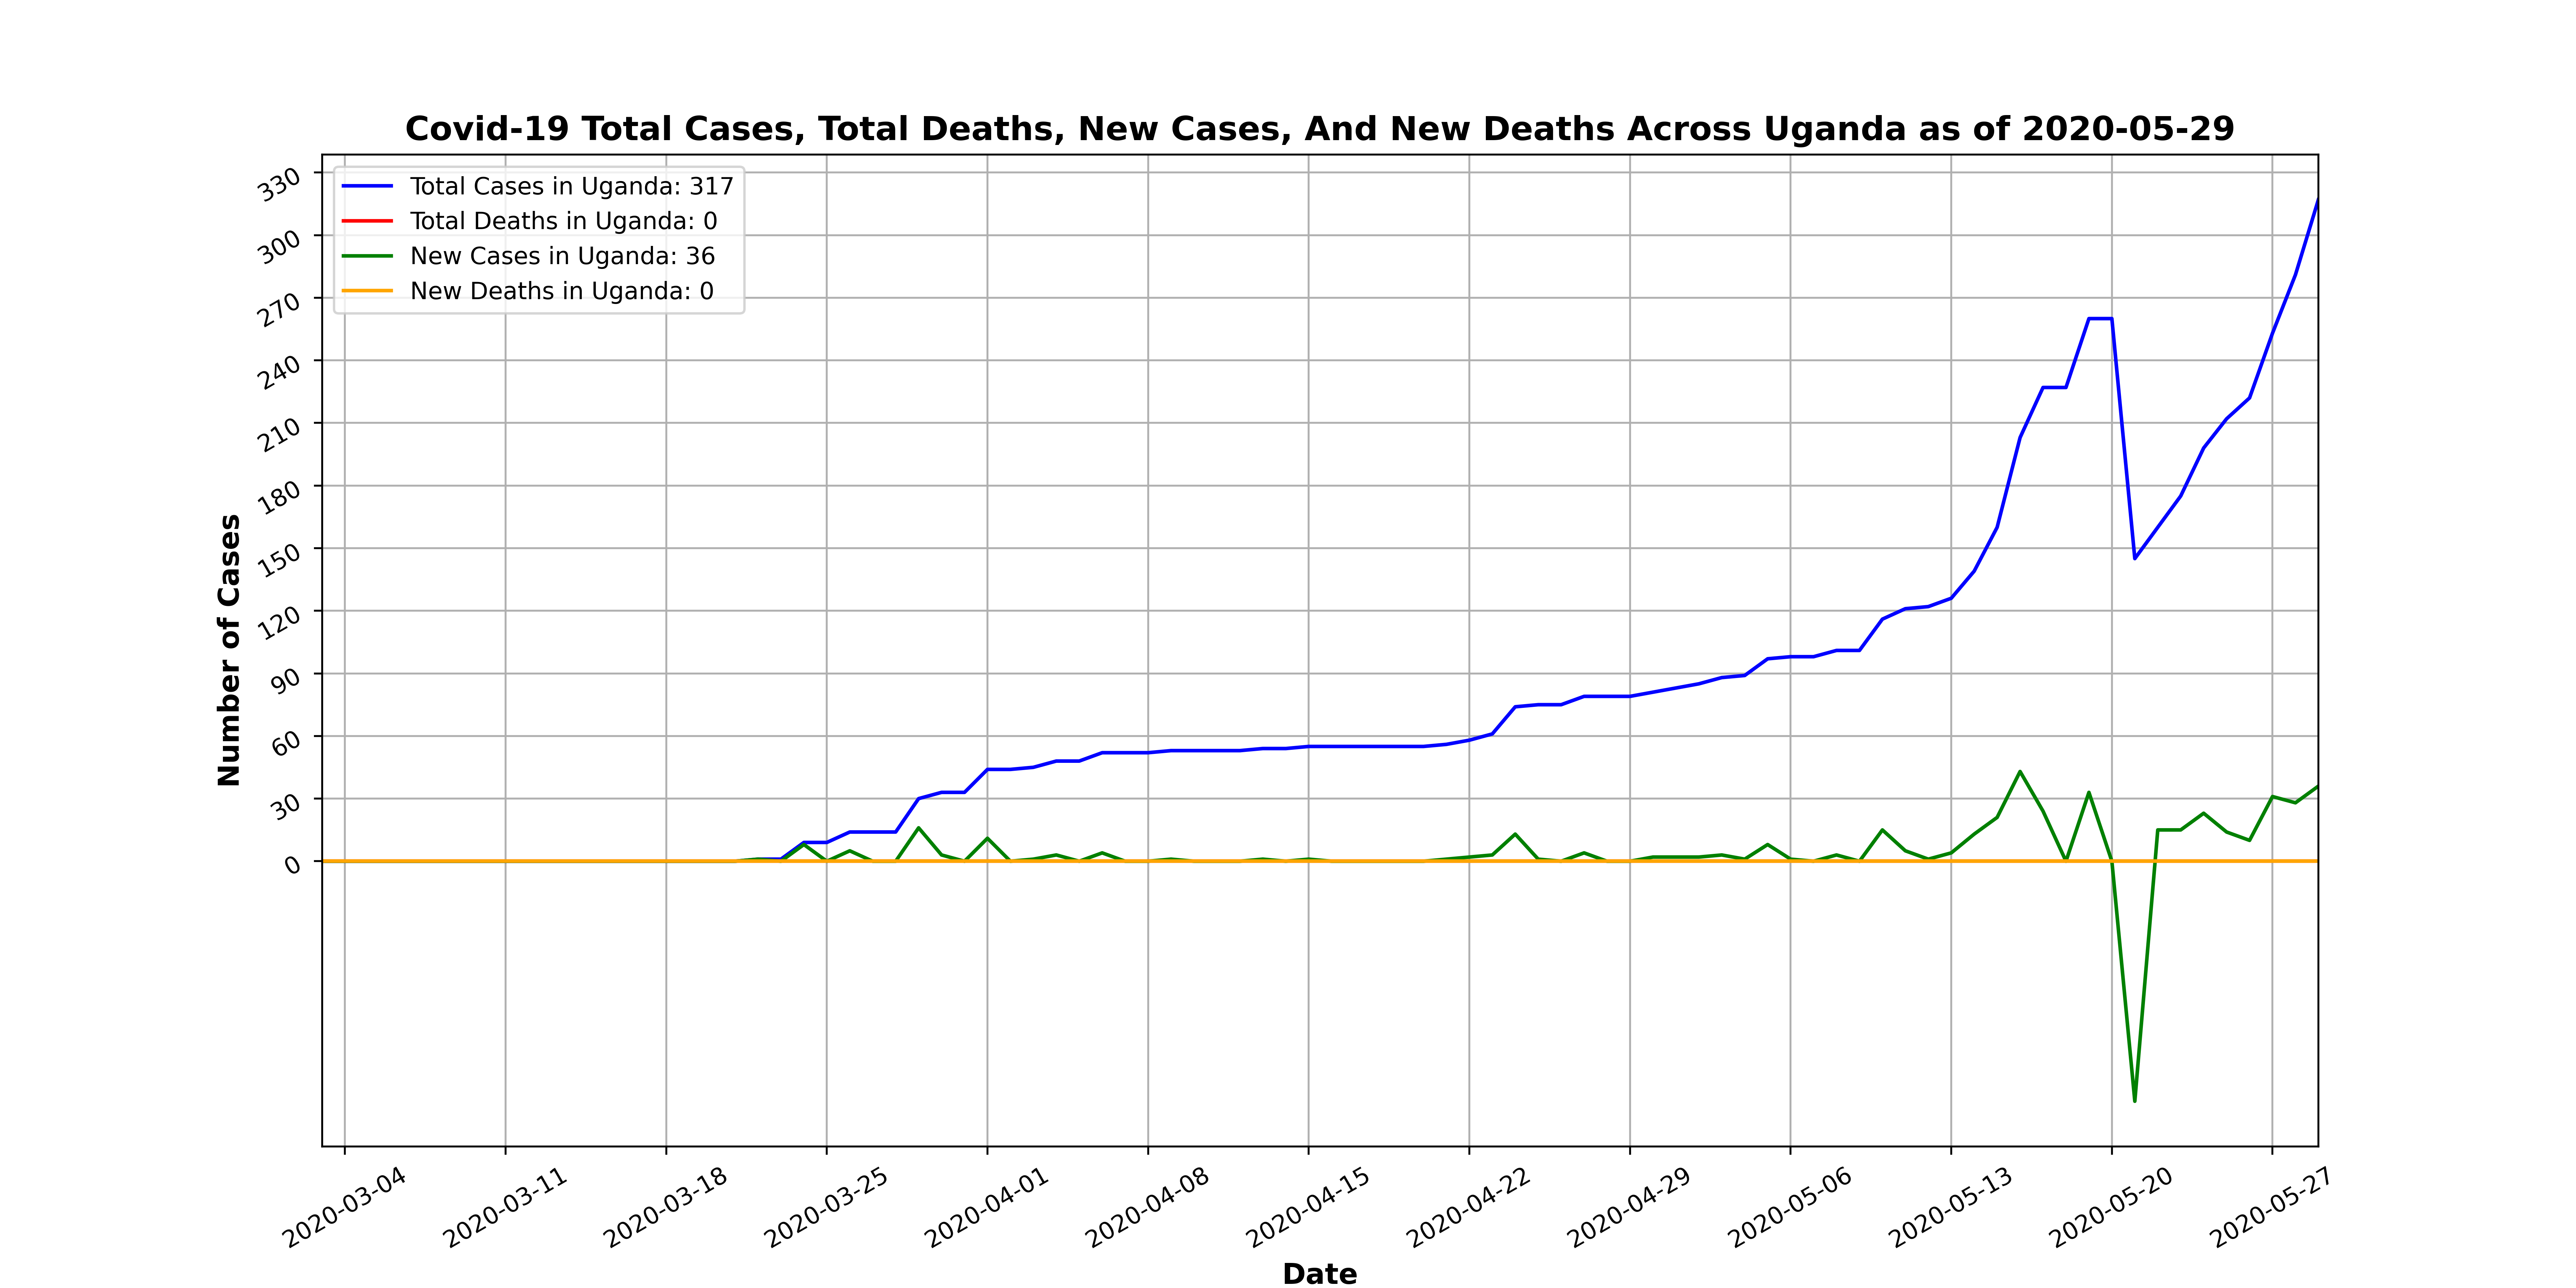 Covid-19 Total Cases, Total Deaths, New Cases, And New Deaths Across Uganda as of 2020-05-29
Total Cases in Uganda: 317
Total Deaths in Uganda: 0
New Cases in Uganda: 36
New Deaths in Uganda: 0
330
300
270
240
210
180
150
120
90
60
30
0
Number of Cases
2020-03-04 2020-03-11 2020-03-18 2020-03-25 2020-04-01 2020-04-08 2020-04-15 2020-04-22 2020-04-29 2020-05-06 2020-05-13 2020-05-20 2020-05-27
Date